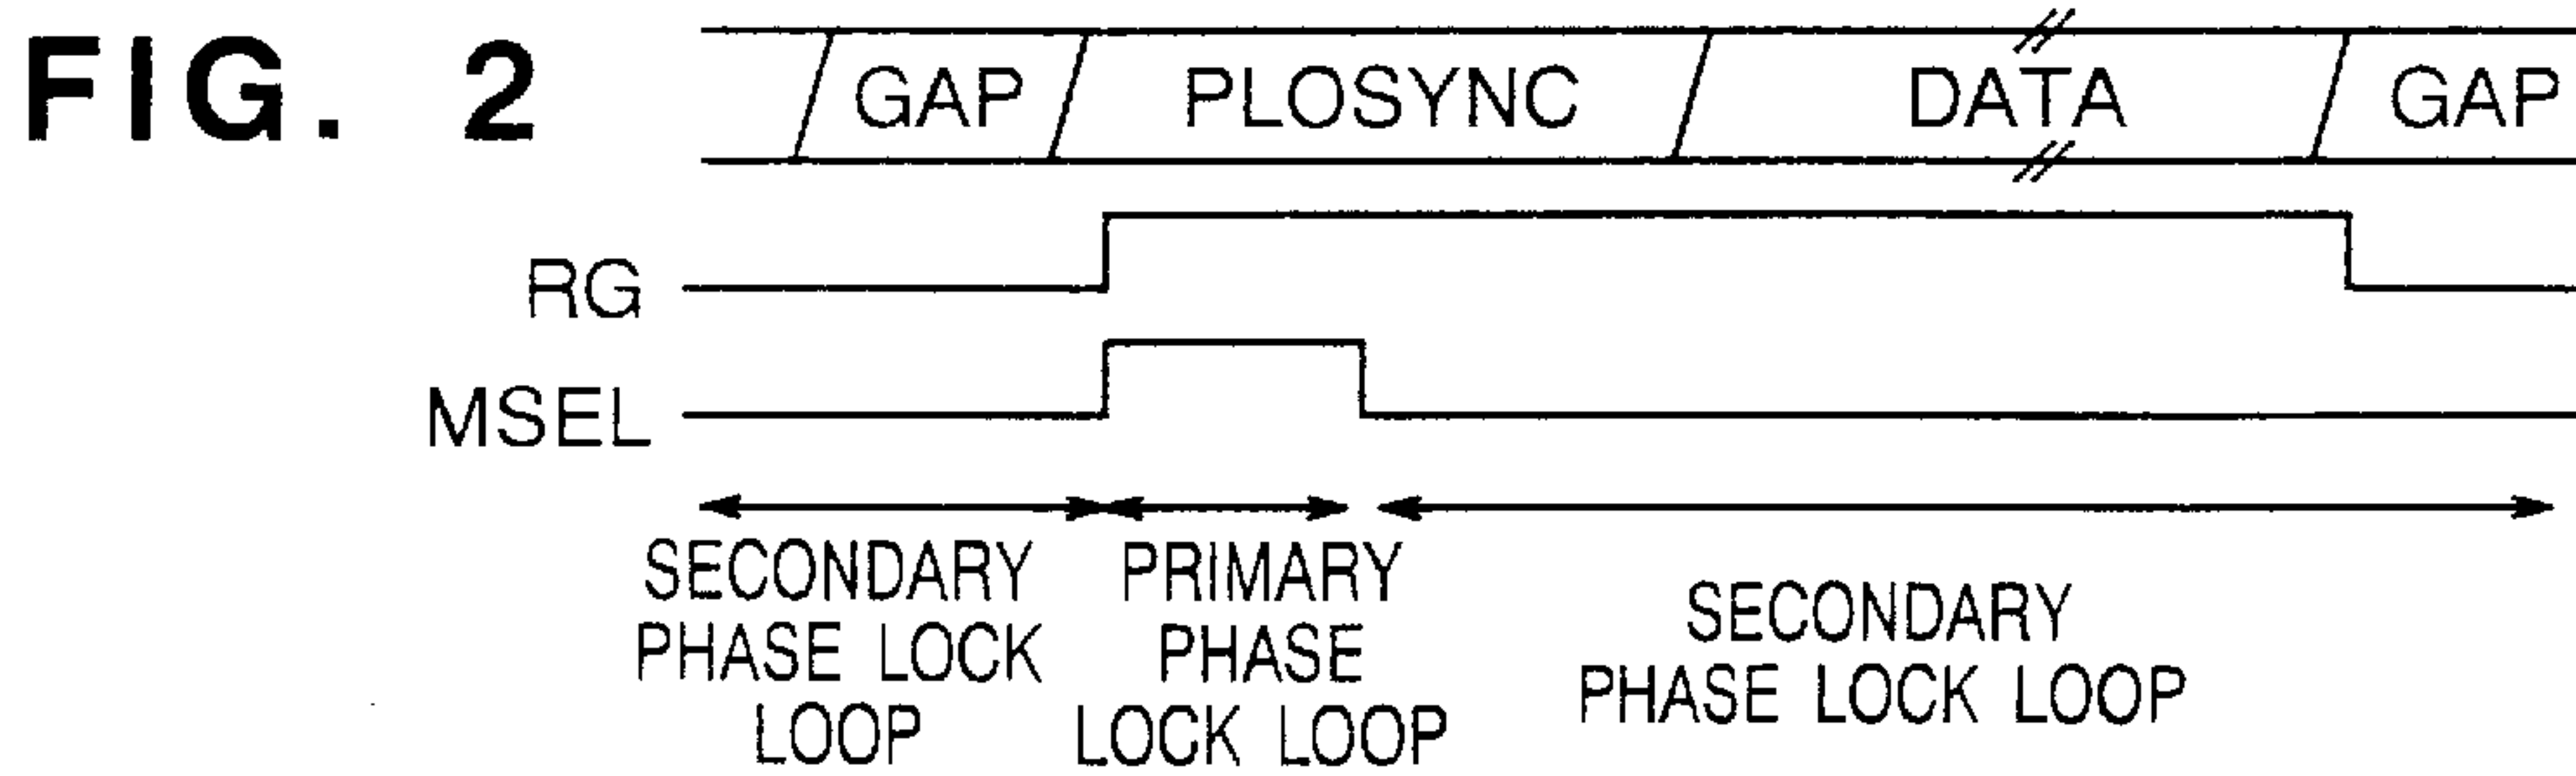 FIG. 2
GAP PLOSYNC DATA GAP
RG
MSEL
SECONDARY PHASE LOCK LOOP
PRIMARY PHASE LOCK LOOP
SECONDARY PHASE LOCK LOOP